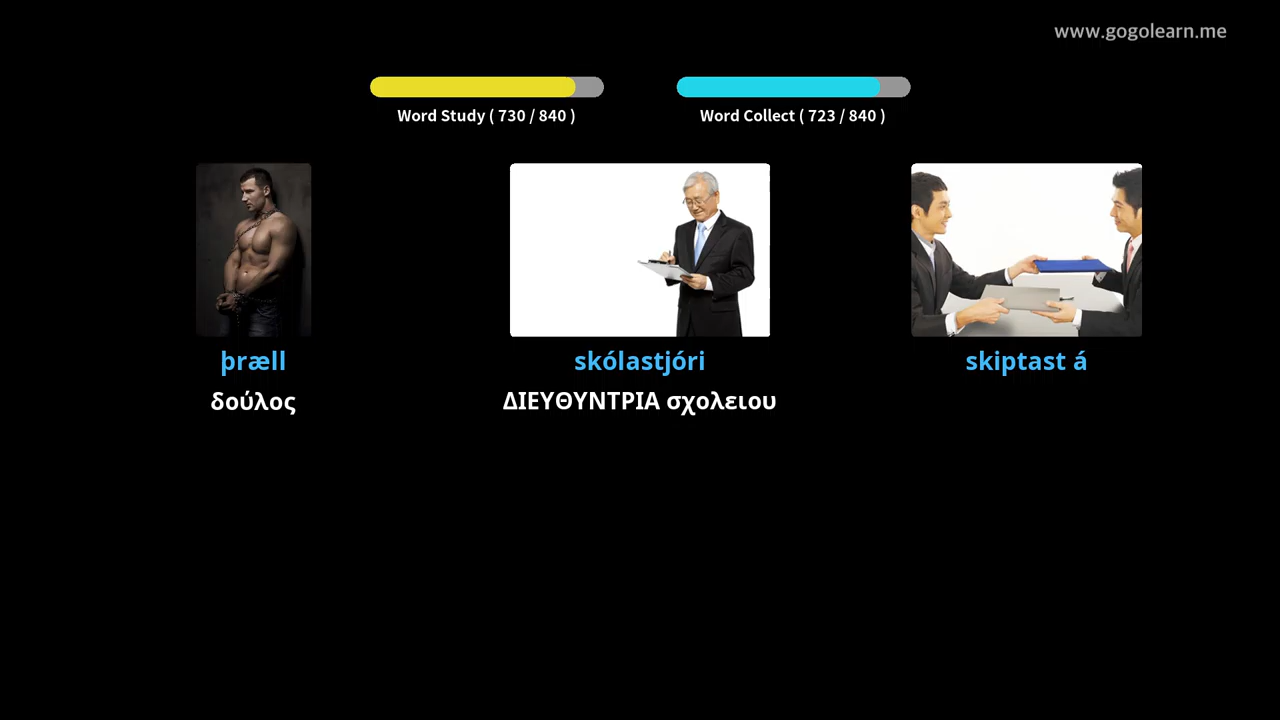 www.gogolearn.me
Word Study ( 730 / 840 )
Word Collect ( 723 / 840 )
þræll
skólastjóri
skiptast á
δούλος
ΔΙΕΥΘΥΝΤΡΙΑ σχολειου